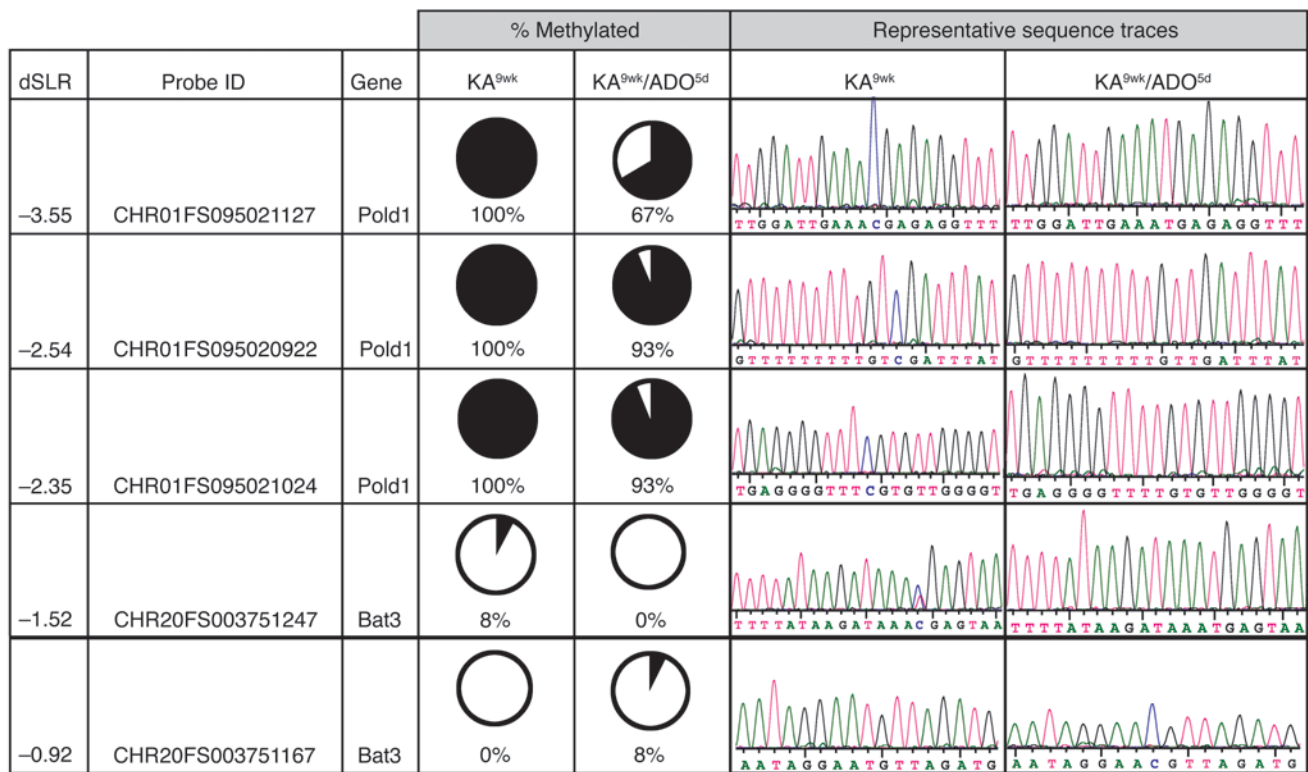 % Methylated Representative sequence traces
dSLR Probe ID Gene KA9wk KA9wk/ADO5d KA9wk KA9wk/ADO5d
–3.55 CHR01FS095021127 Pold1 100% 67% TTGGATTGAAACGAGAGGTTT TTGGATTGAAATGAGAGGTTT
–2.54 CHR01FS095020922 Pold1 100% 93% GTTTTTTTTTGTCGATTTAT GTTTTTTTTTGTTGATTTAT
–2.35 CHR01FS095021024 Pold1 100% 93% TGAGGGGTTTCGTGTTGGGGT TGAGGGGTTTTGTGTTGGGGT
–1.52 CHR20FS003751247 Bat3 8% 0% TTTTATAAGATAAACGAGTAA TTTTATAAGATAAATGAGTAA
–0.92 CHR20FS003751167 Bat3 0% 8% AATAGGAATGTTAGATG AATAGGAACGTTAGATG